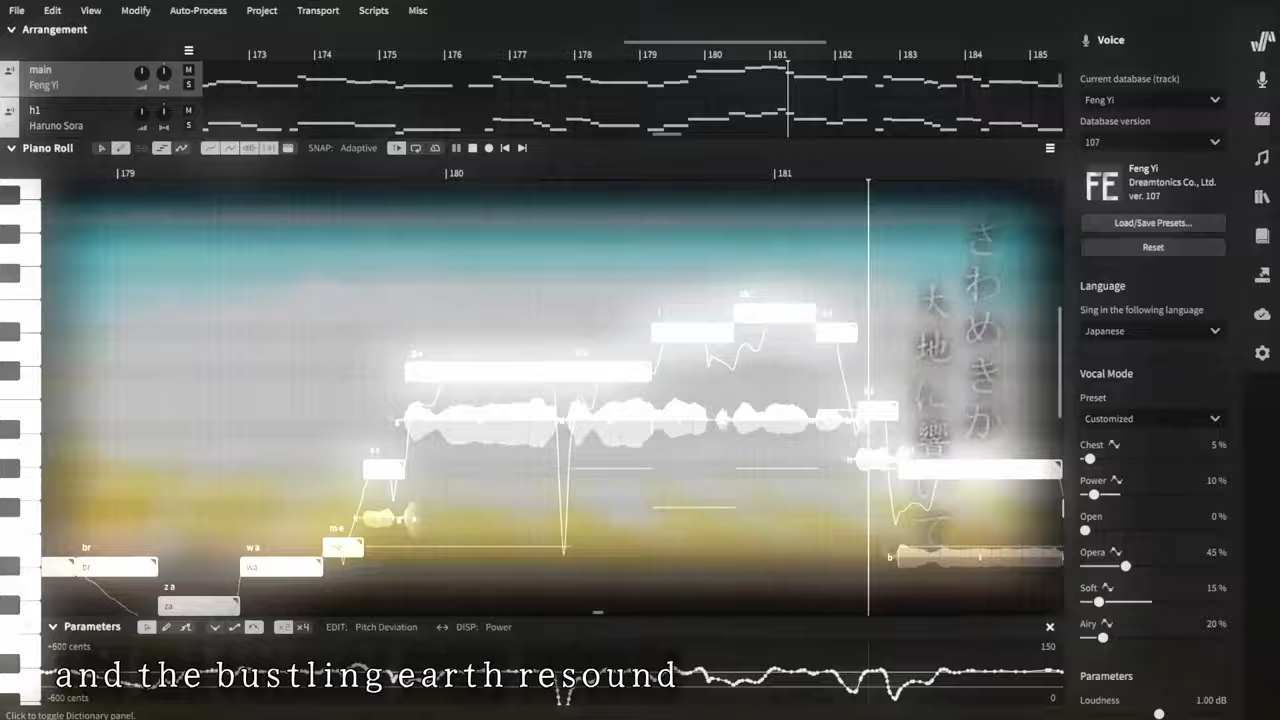 File Edit View Modify Auto-Process Project Transport Scripts Misc
Arrangement
173 174 175 176 177 178 179 180 181 182 183 184 185
main M
Feng Yi S
h1 M
Haruno Sora S
Piano Roll SNAP: Adaptive
179 180 181
br
br
za
za
wa
wa
me
b
さわめきか
大地に響
て
Parameters x2 x4 EDIT: Pitch Deviation DISP: Power
+600 cents 150
and the bustling earth resound
-600 cents 0
Click to toggle Dictionary panel.
Voice
Current database (track)
Feng Yi
Database version
107
FE
Feng Yi
Dreamtonics Co., Ltd.
ver. 107
Load/Save Presets...
Reset
Language
Sing in the following language
Japanese
Vocal Mode
Preset
Customized
Chest 5 %
Power 10 %
Open 0 %
Opera 45 %
Soft 15 %
Airy 20 %
Parameters
Loudness 1.00 dB